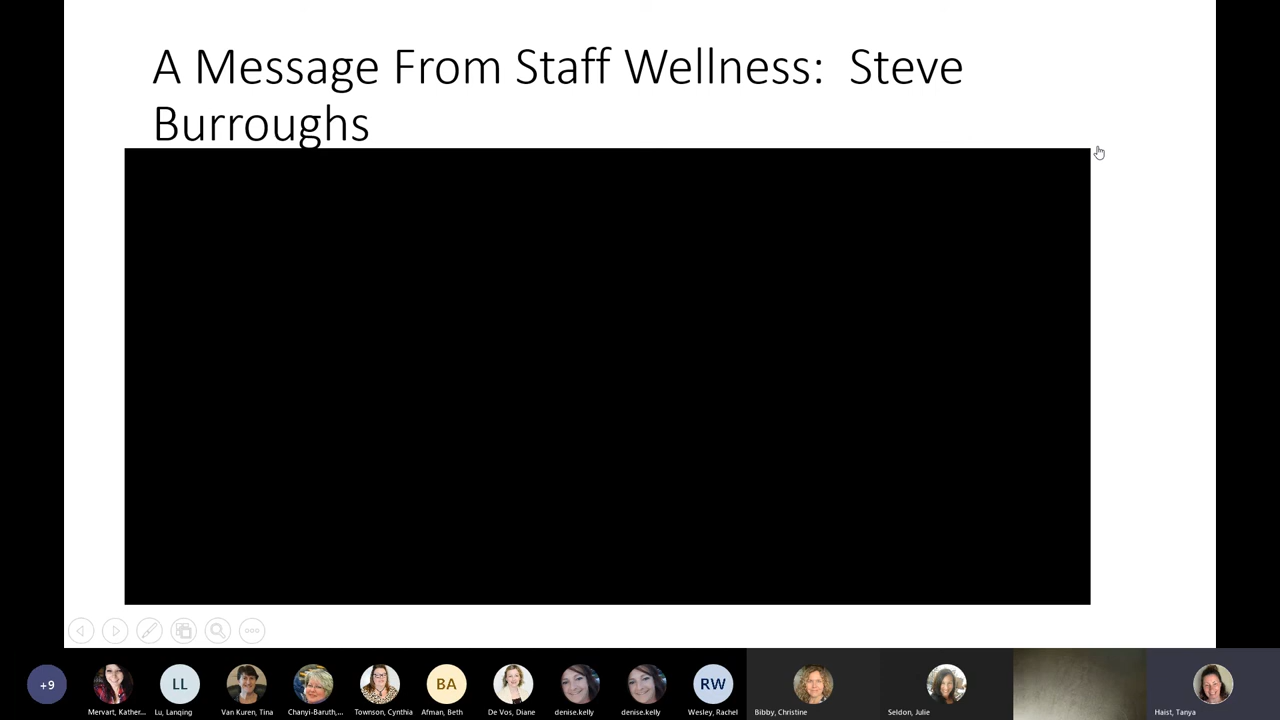 A Message From Staff Wellness: Steve
Burroughs
+9
LL
BA
RW
Mervart, Kather...
Lu, Lanqing
Van Kuren, Tina
Chanyi-Baruth,...
Townson, Cynthia
Afman, Beth
De Vos, Diane
denise.kelly
denise.kelly
Wesley, Rachel
Bibby, Christine
Seldon, Julie
Haist, Tanya